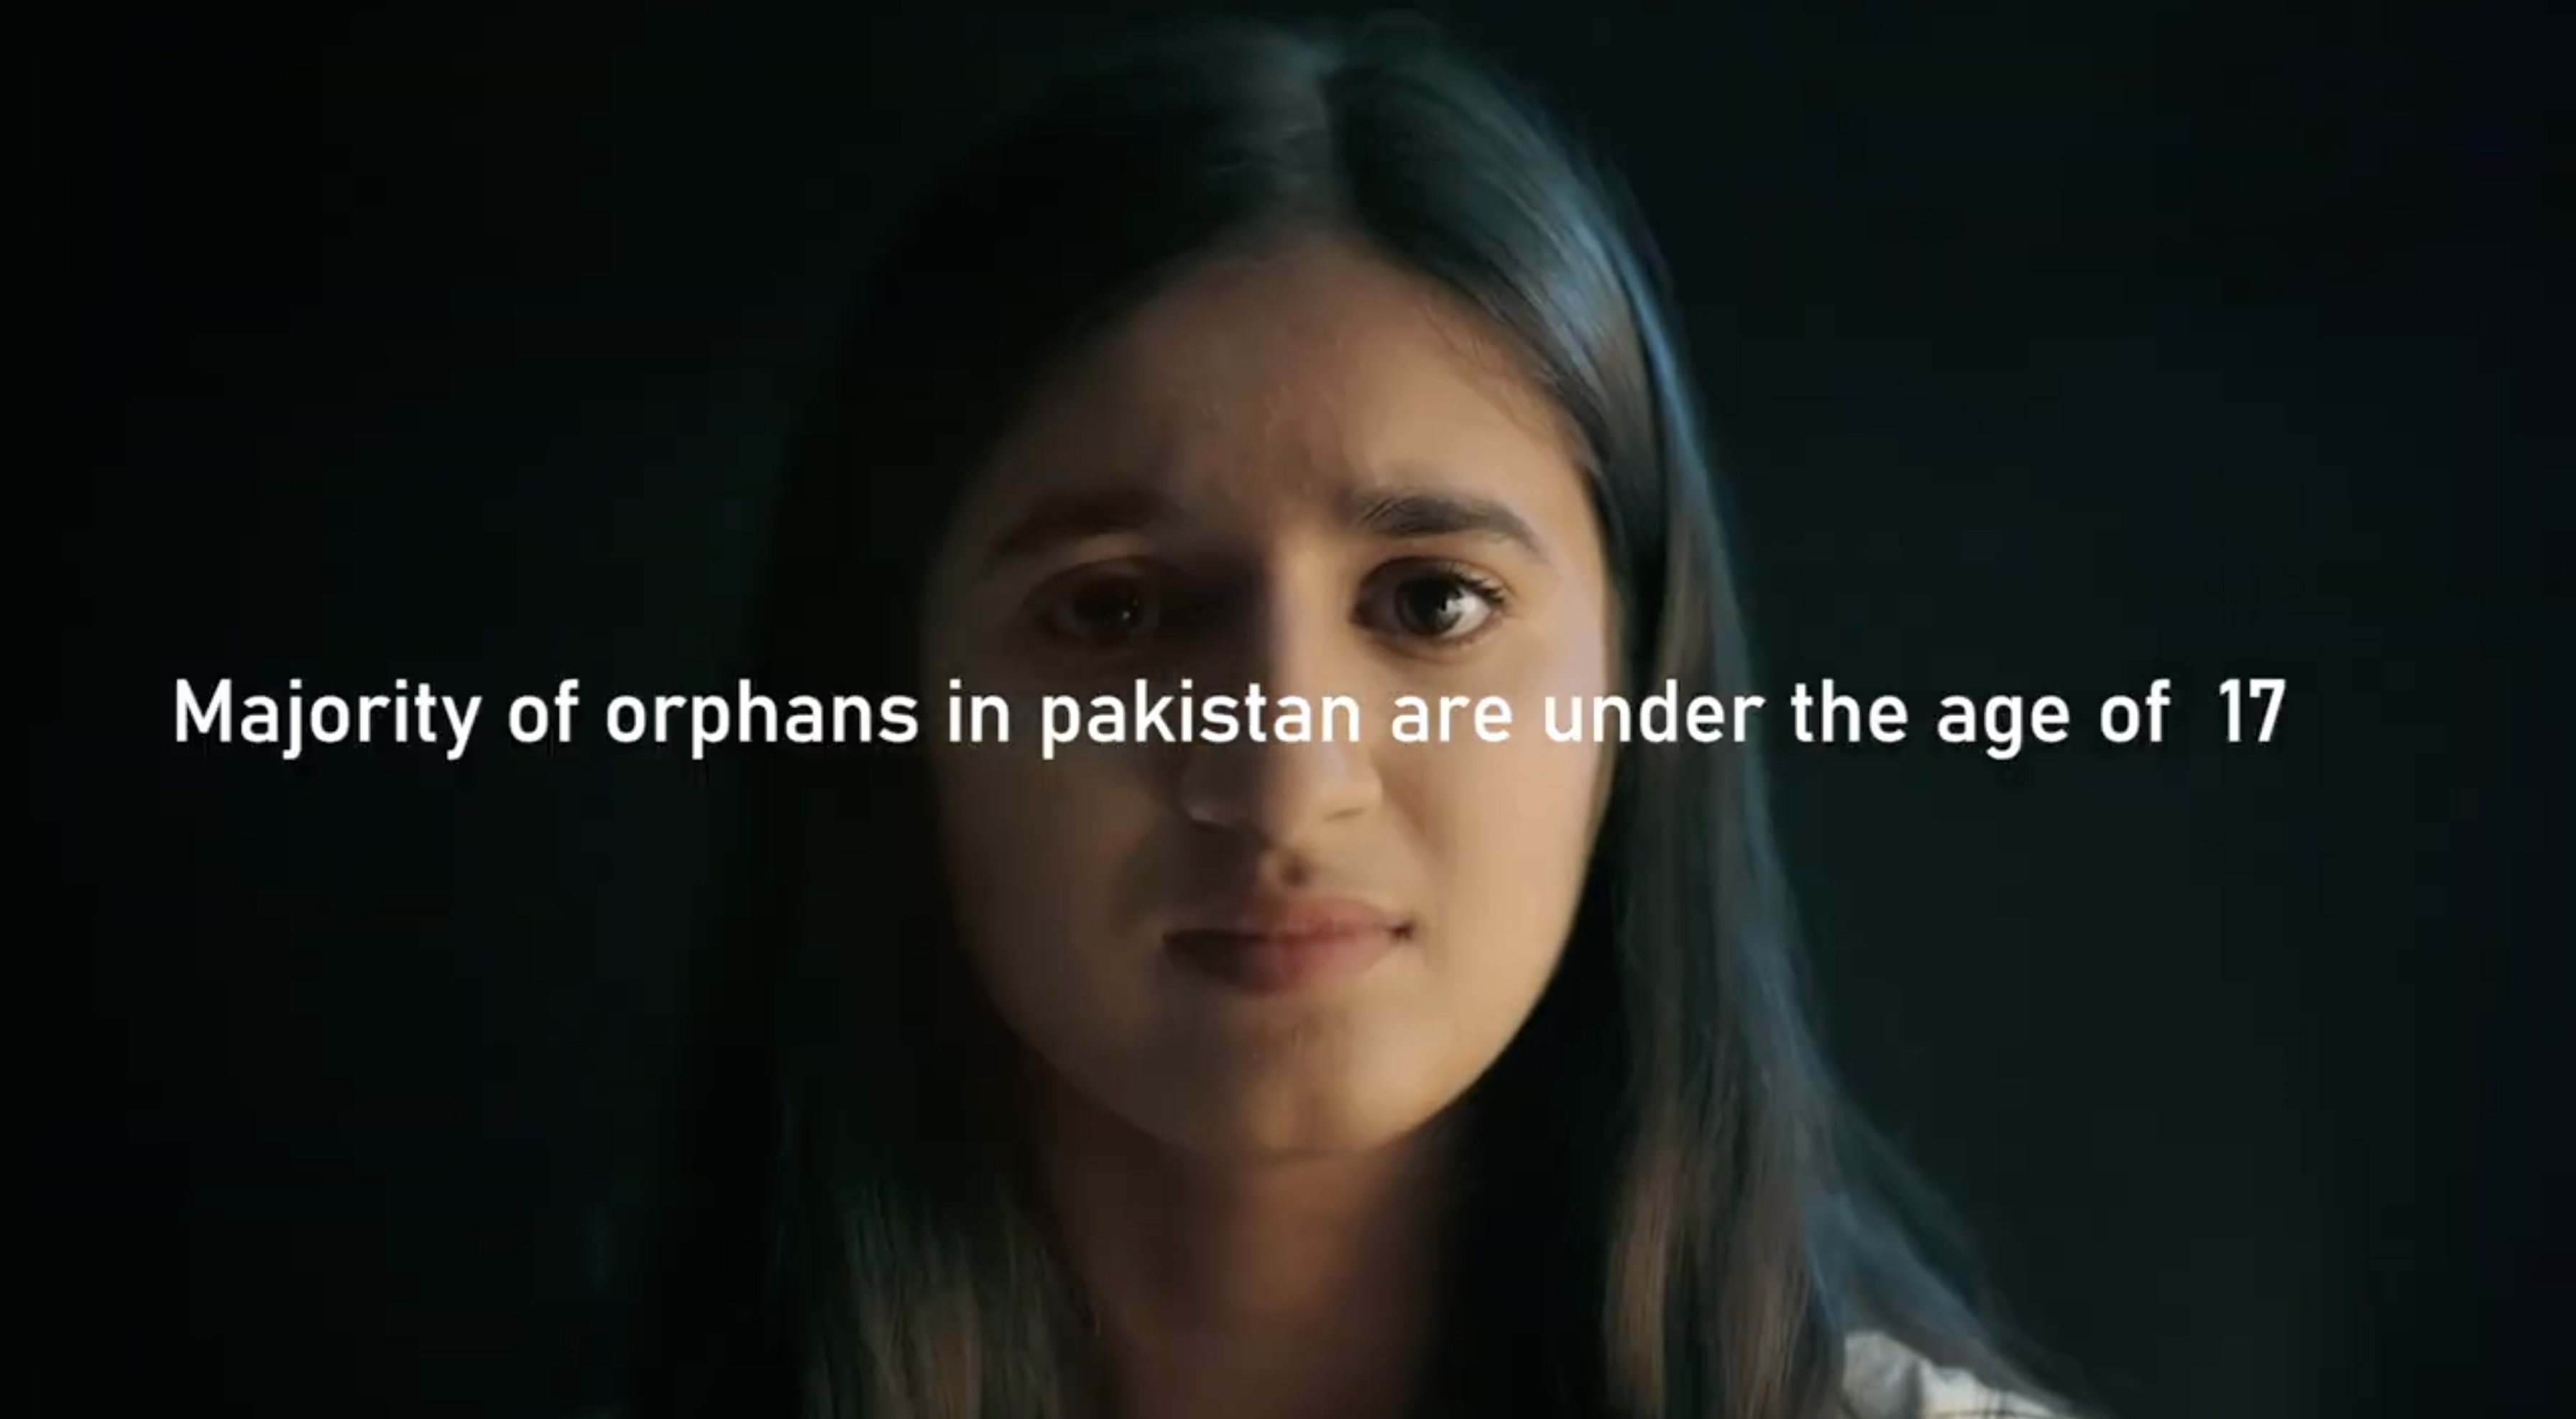 Majority of orphans in pakistan are under the age of 17